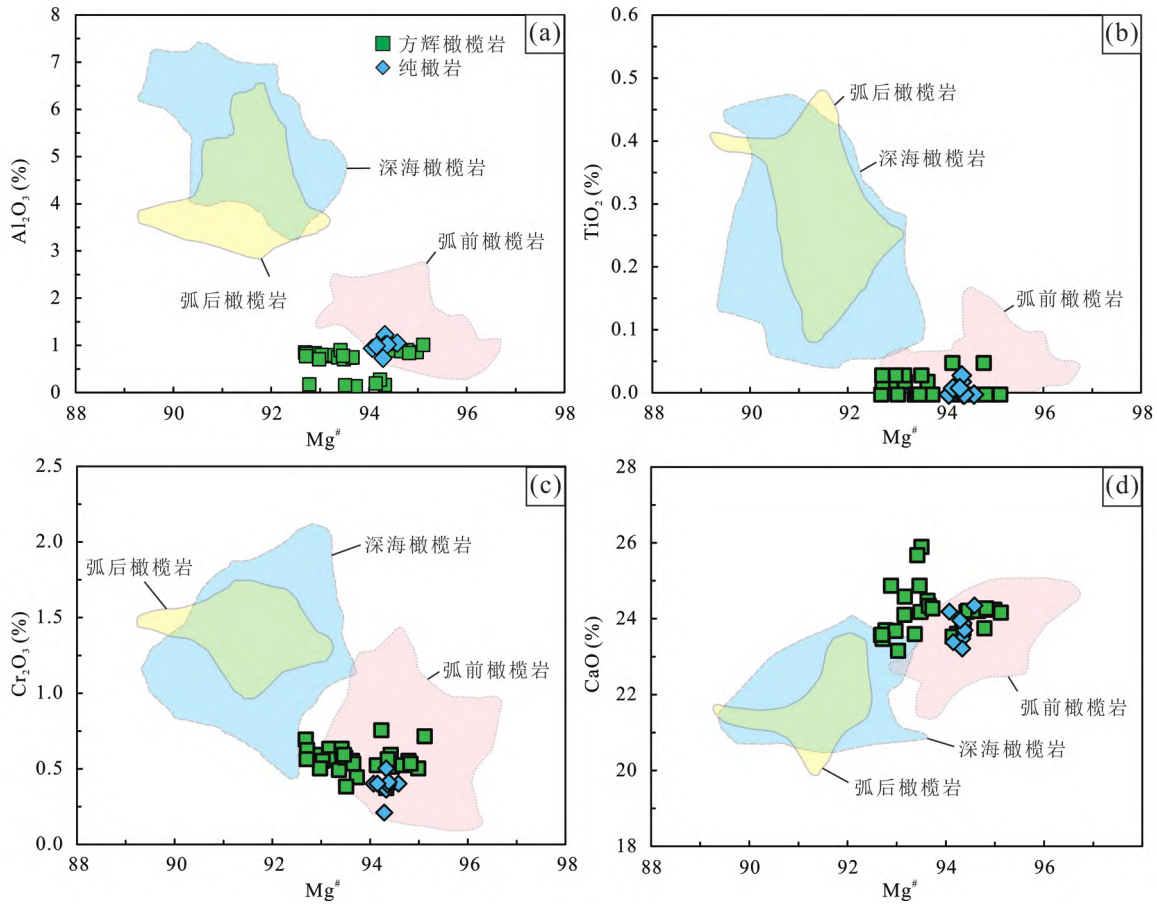 (a)
方辉橄榄岩
纯橄岩
深海橄榄岩
弧前橄榄岩
弧后橄榄岩
Al₂O₃ (%)
8
7
6
5
4
3
2
1
0
88
90
92
94
96
98
Mg#
(b)
弧后橄榄岩
深海橄榄岩
弧前橄榄岩
TiO₂ (%)
0.6
0.5
0.4
0.3
0.2
0.1
0.0
88
90
92
94
96
98
Mg#
(c)
深海橄榄岩
弧后橄榄岩
弧前橄榄岩
Cr₂O₃ (%)
2.5
2.0
1.5
1.0
0.5
0.0
88
90
92
94
96
98
Mg#
(d)
弧前橄榄岩
深海橄榄岩
弧后橄榄岩
CaO (%)
28
26
24
22
20
18
88
90
92
94
96
Mg#